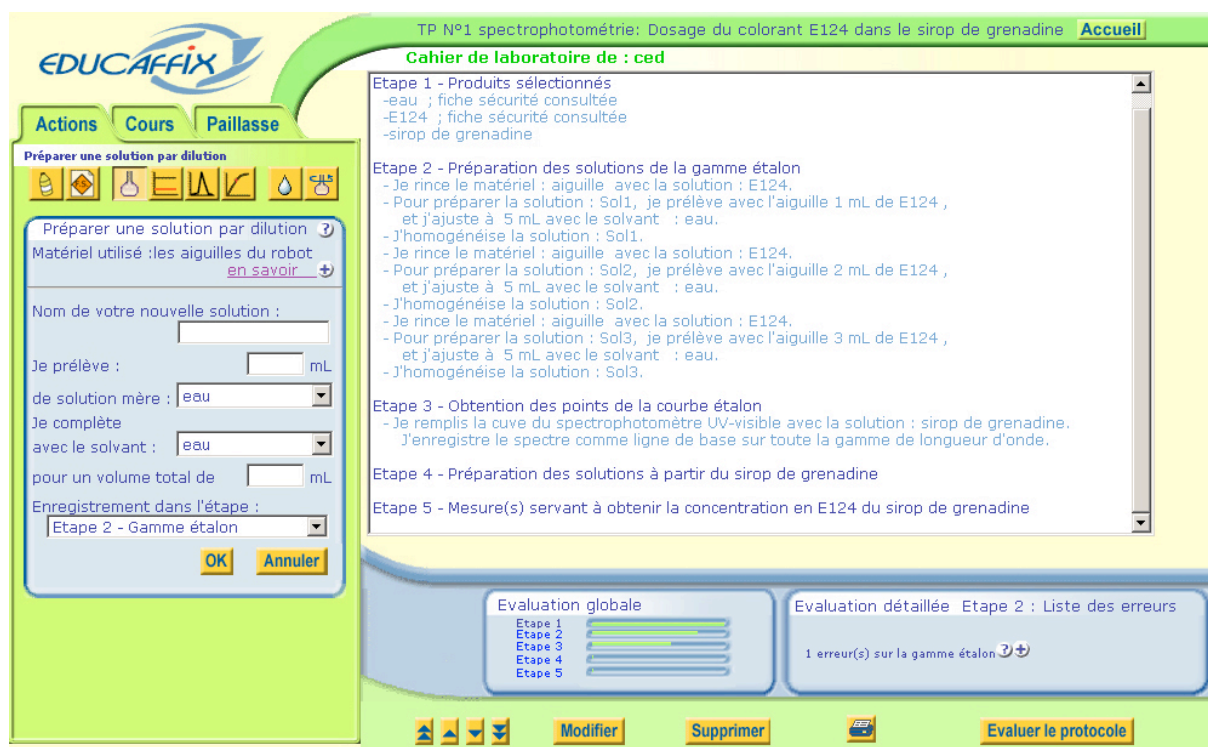 TP N°1 spectrophotométrie: Dosage du colorant E124 dans le sirop de grenadine Accueil
EDUCAFFIX
Cahier de laboratoire de : ced
Actions Cours Paillasse
Préparer une solution par dilution
Préparer une solution par dilution ?
Matériel utilisé :les aiguilles du robot
en savoir +
Nom de votre nouvelle solution :
Je prélève : mL
de solution mère : eau
Je complète
avec le solvant : eau
pour un volume total de mL
Enregistrement dans l'étape :
Etape 2 - Gamme étalon
OK Annuler
Etape 1 - Produits sélectionnés
-eau ; fiche sécurité consultée
-E124 ; fiche sécurité consultée
-sirop de grenadine
Etape 2 - Préparation des solutions de la gamme étalon
- Je rince le matériel : aiguille avec la solution : E124.
- Pour préparer la solution : Sol1, je prélève avec l'aiguille 1 mL de E124 ,
et j'ajuste à 5 mL avec le solvant : eau.
- J'homogénéise la solution : Sol1.
- Je rince le matériel : aiguille avec la solution : E124.
- Pour préparer la solution : Sol2, je prélève avec l'aiguille 2 mL de E124 ,
et j'ajuste à 5 mL avec le solvant : eau.
- J'homogénéise la solution : Sol2.
- Je rince le matériel : aiguille avec la solution : E124.
- Pour préparer la solution : Sol3, je prélève avec l'aiguille 3 mL de E124 ,
et j'ajuste à 5 mL avec le solvant : eau.
- J'homogénéise la solution : Sol3.
Etape 3 - Obtention des points de la courbe étalon
- Je remplis la cuve du spectrophotomètre UV-visible avec la solution : sirop de grenadine.
J'enregistre le spectre comme ligne de base sur toute la gamme de longueur d'onde.
Etape 4 - Préparation des solutions à partir du sirop de grenadine
Etape 5 - Mesure(s) servant à obtenir la concentration en E124 du sirop de grenadine
Evaluation globale
Etape 1
Etape 2
Etape 3
Etape 4
Etape 5
Evaluation détaillée Etape 2 : Liste des erreurs
1 erreur(s) sur la gamme étalon ? +
Modifier Supprimer Evaluer le protocole